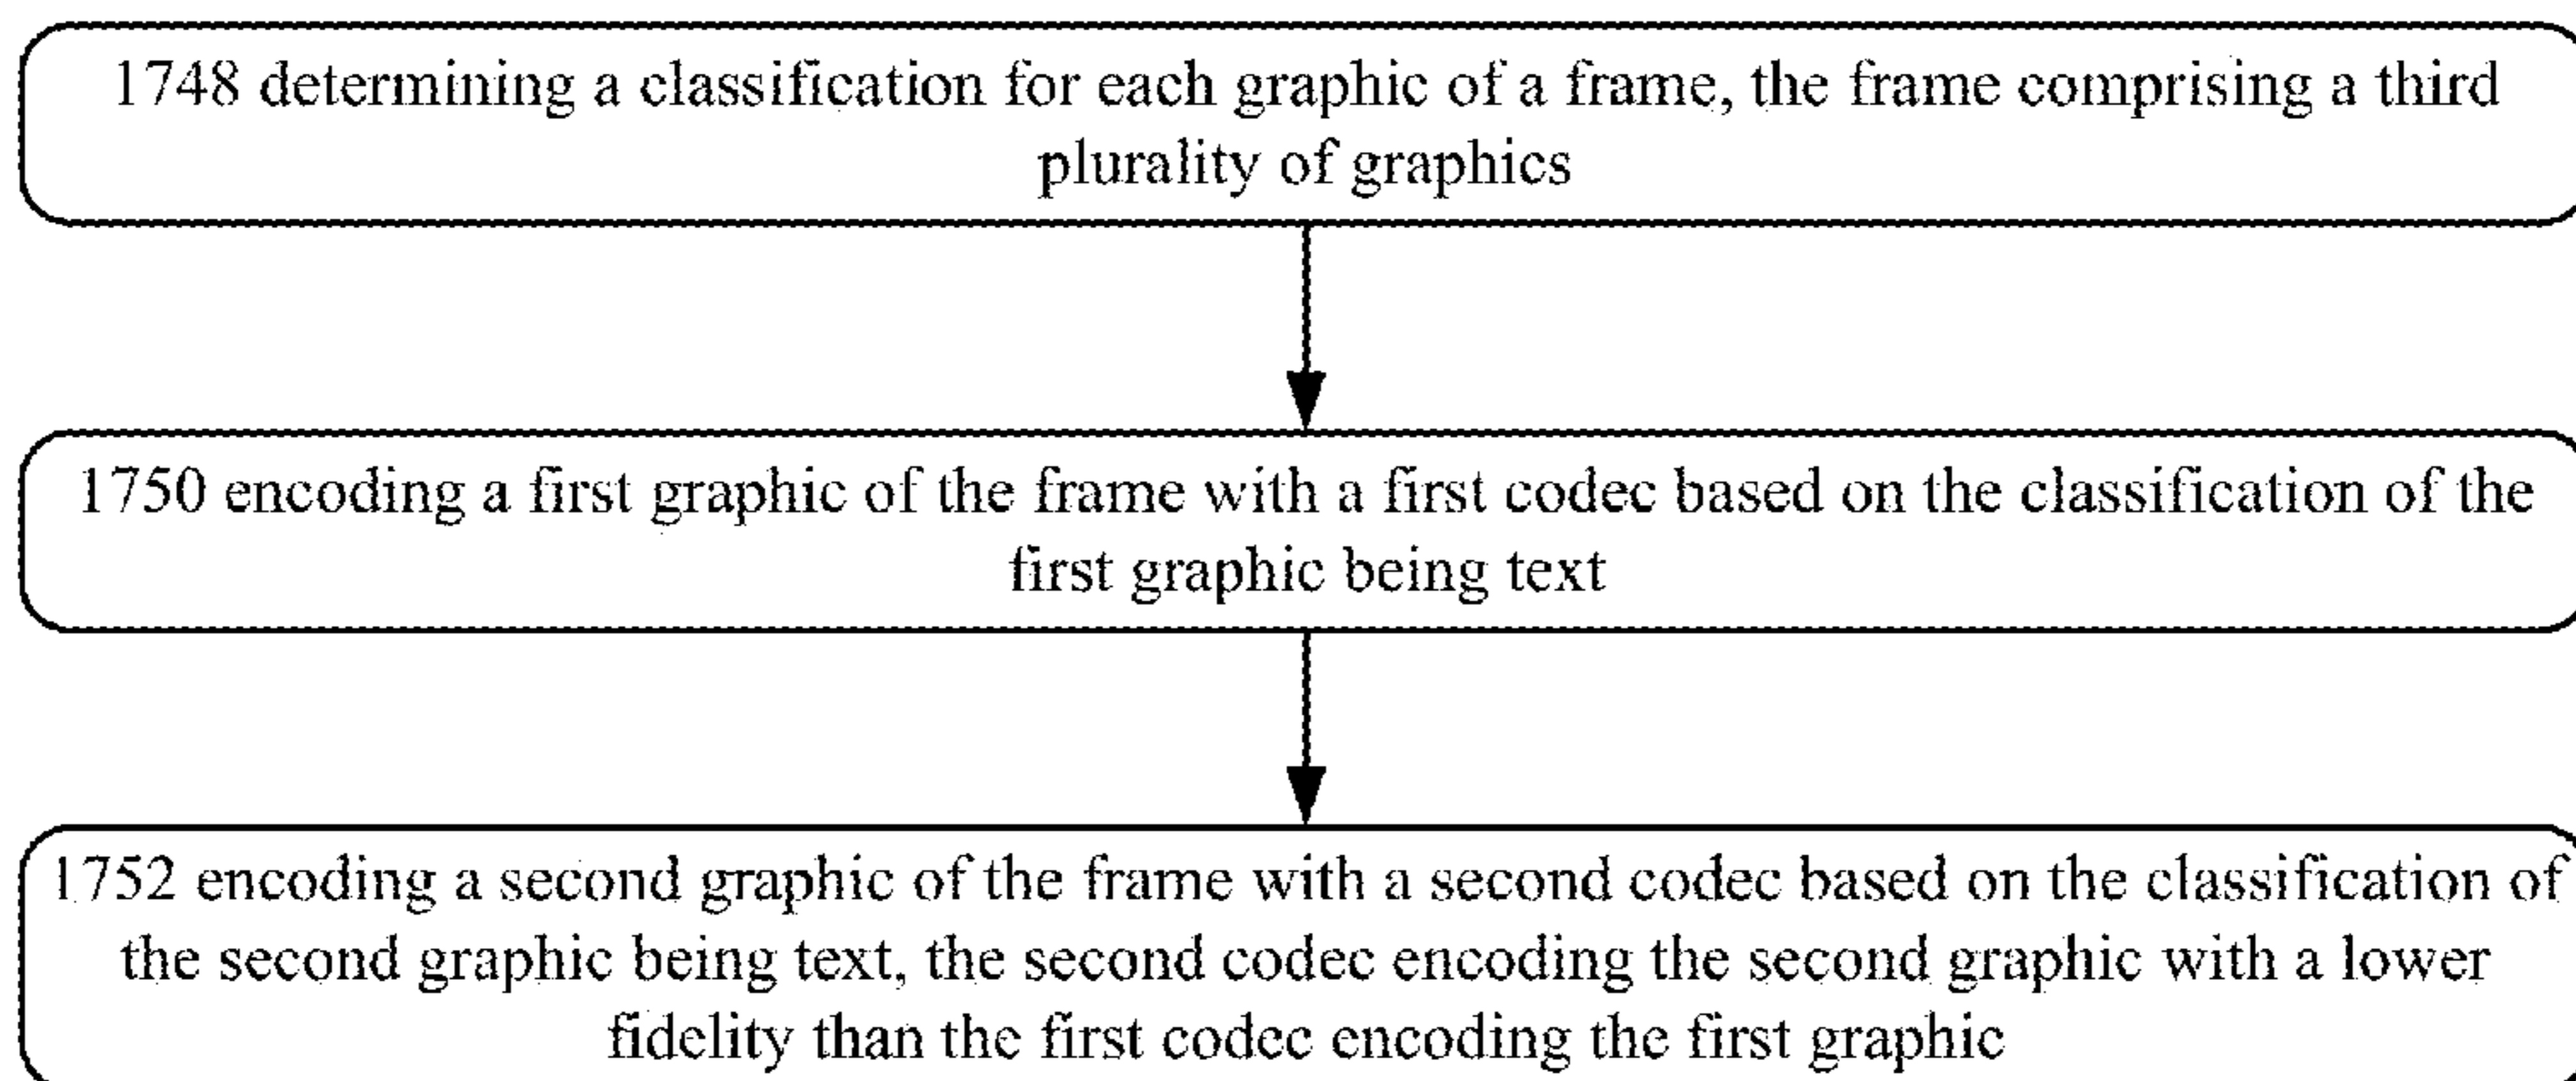 1748 determining a classification for each graphic of a frame, the frame comprising a third
plurality of graphics
1750 encoding a first graphic of the frame with a first codec based on the classification of the
first graphic being text
1752 encoding a second graphic of the frame with a second codec based on the classification of
the second graphic being text, the second codec encoding the second graphic with a lower
fidelity than the first codec encoding the first graphic